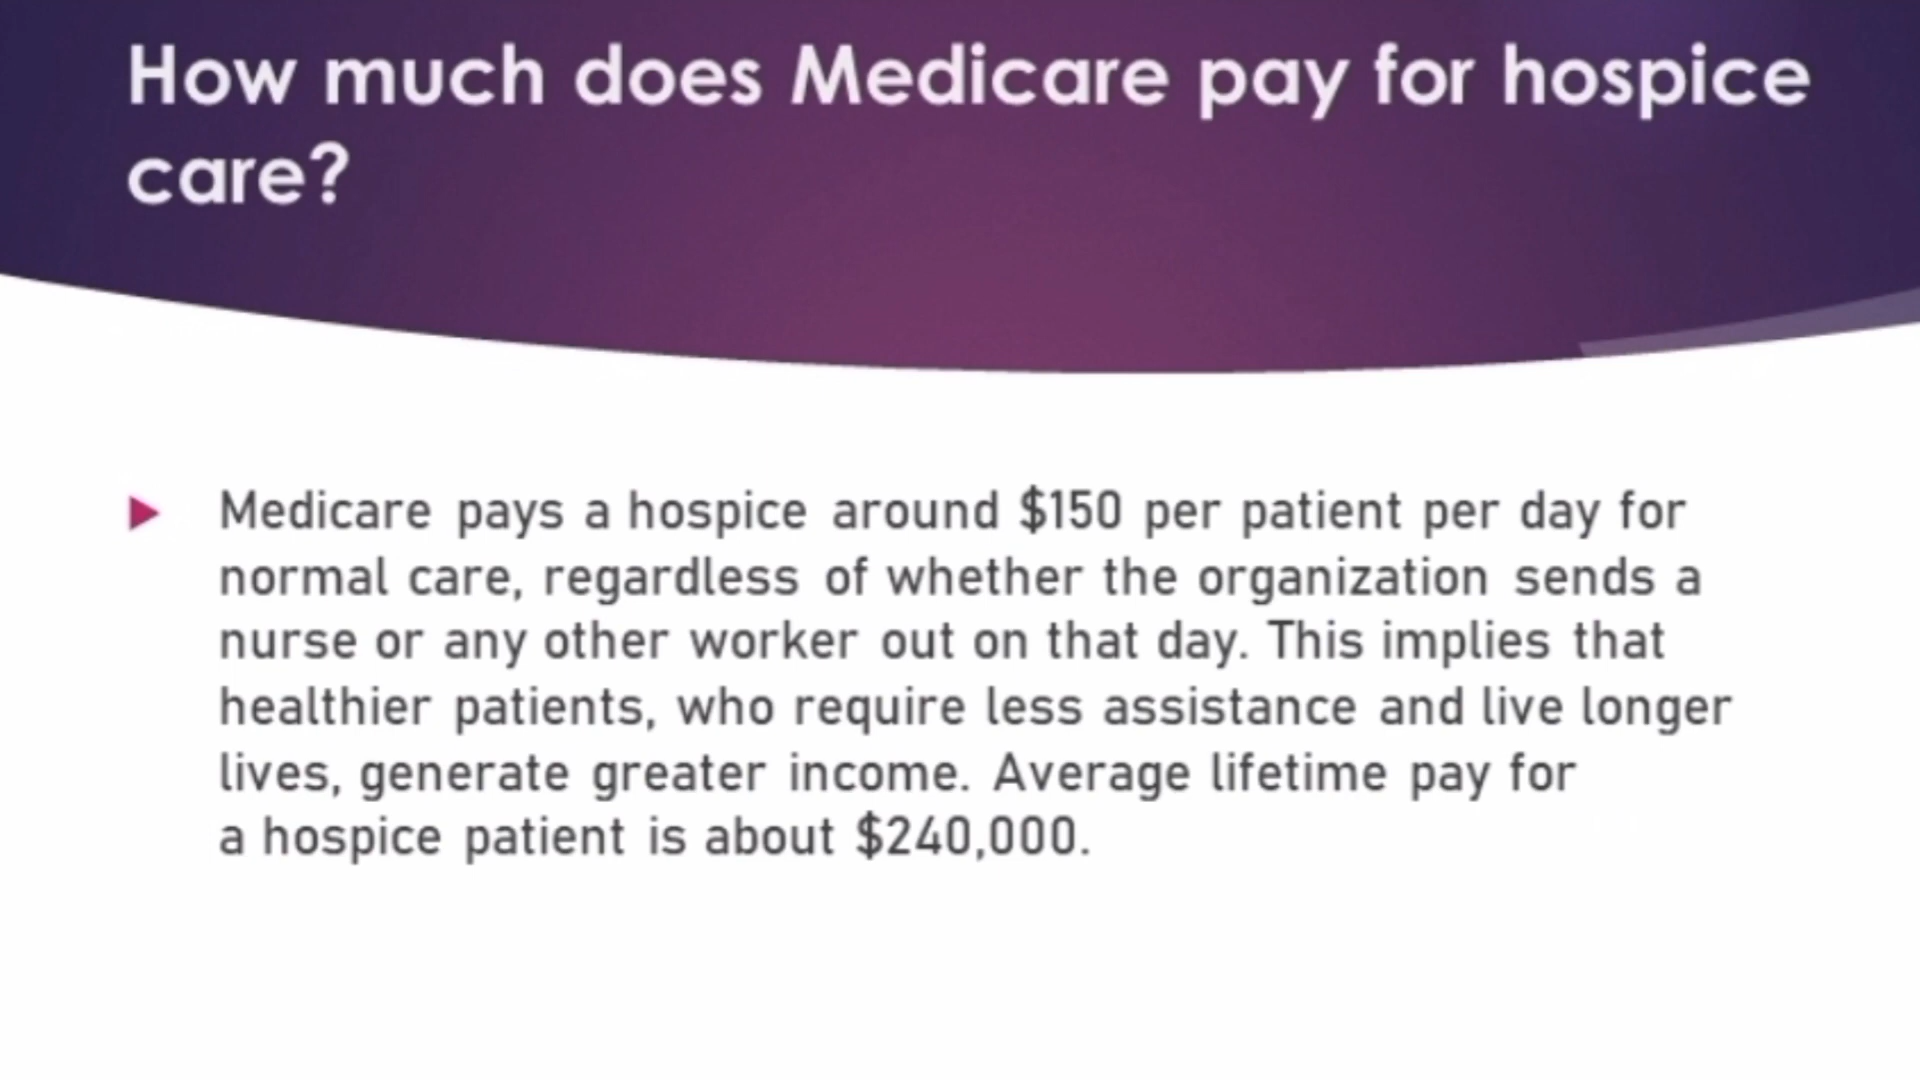 How much does Medicare pay for hospice
care?
Medicare pays a hospice around $150 per patient per day for
normal care, regardless of whether the organization sends a
nurse or any other worker out on that day. This implies that
healthier patients, who require less assistance and live longer
lives, generate greater income. Average lifetime pay for
a hospice patient is about $240,000.